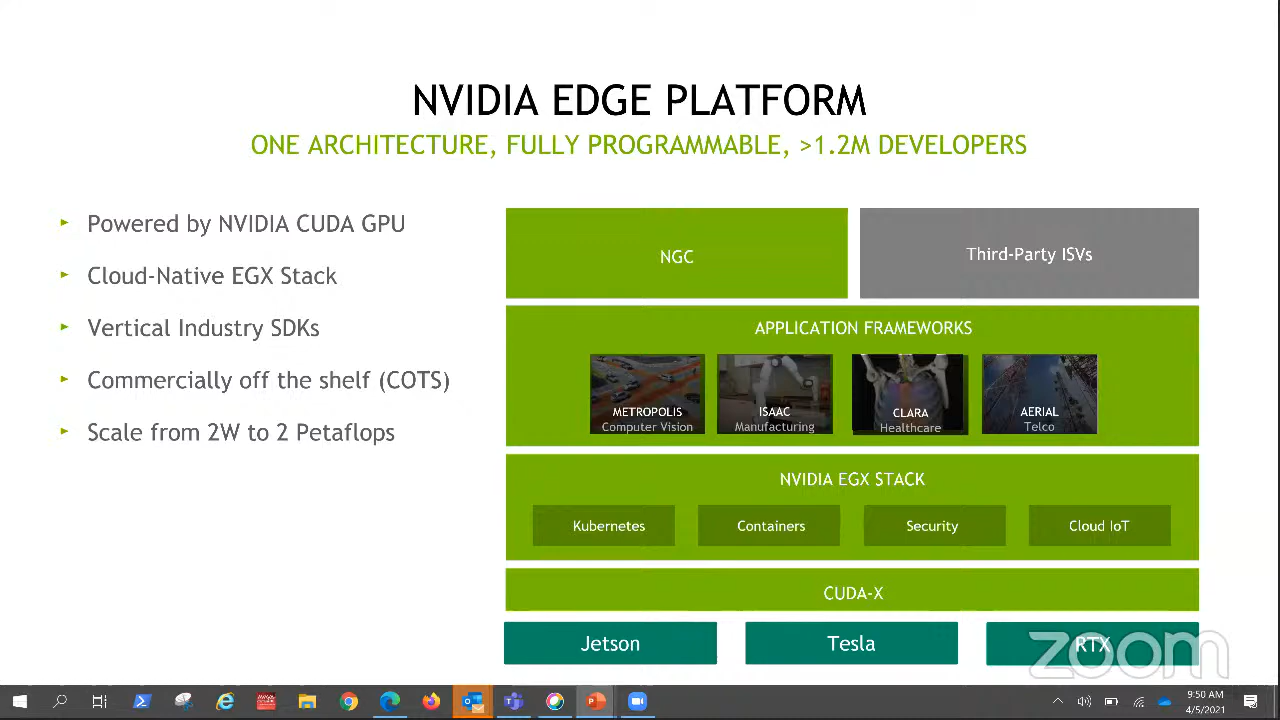 NVIDIA EDGE PLATFORM
ONE ARCHITECTURE, FULLY PROGRAMMABLE, >1.2M DEVELOPERS
Powered by NVIDIA CUDA GPU
Cloud-Native EGX Stack
Vertical Industry SDKs
Commercially off the shelf (COTS)
Scale from 2W to 2 Petaflops
NGC
Third-Party ISVs
APPLICATION FRAMEWORKS
METROPOLIS
Computer Vision
ISAAC
Manufacturing
CLARA
Healthcare
AERIAL
Telco
NVIDIA EGX STACK
Kubernetes
Containers
Security
Cloud IoT
CUDA-X
Jetson
Tesla
RTX
zoom
9:50 AM
4/5/2021